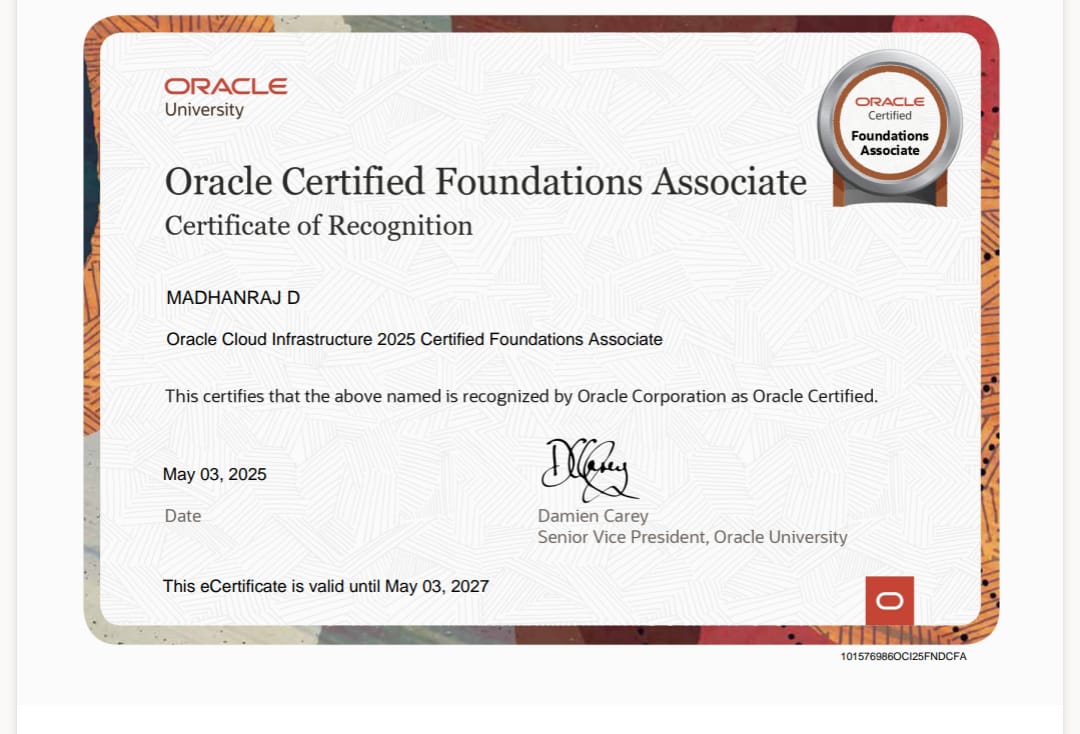 ORACLE
University
ORACLE
Certified
Foundations
Associate
Oracle Certified Foundations Associate
Certificate of Recognition
MADHANRAJ D
Oracle Cloud Infrastructure 2025 Certified Foundations Associate
This certifies that the above named is recognized by Oracle Corporation as Oracle Certified.
DCarey
May 03, 2025
Date
Damien Carey
Senior Vice President, Oracle University
This eCertificate is valid until May 03, 2027
101576986OCI25FNDCFA